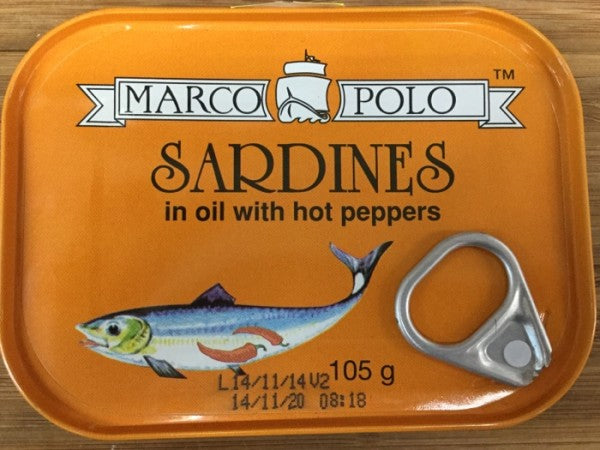 MARCO POLO TM
SARDINES
in oil with hot peppers
105 g
L14/11/14V2
14/11/20 08:18